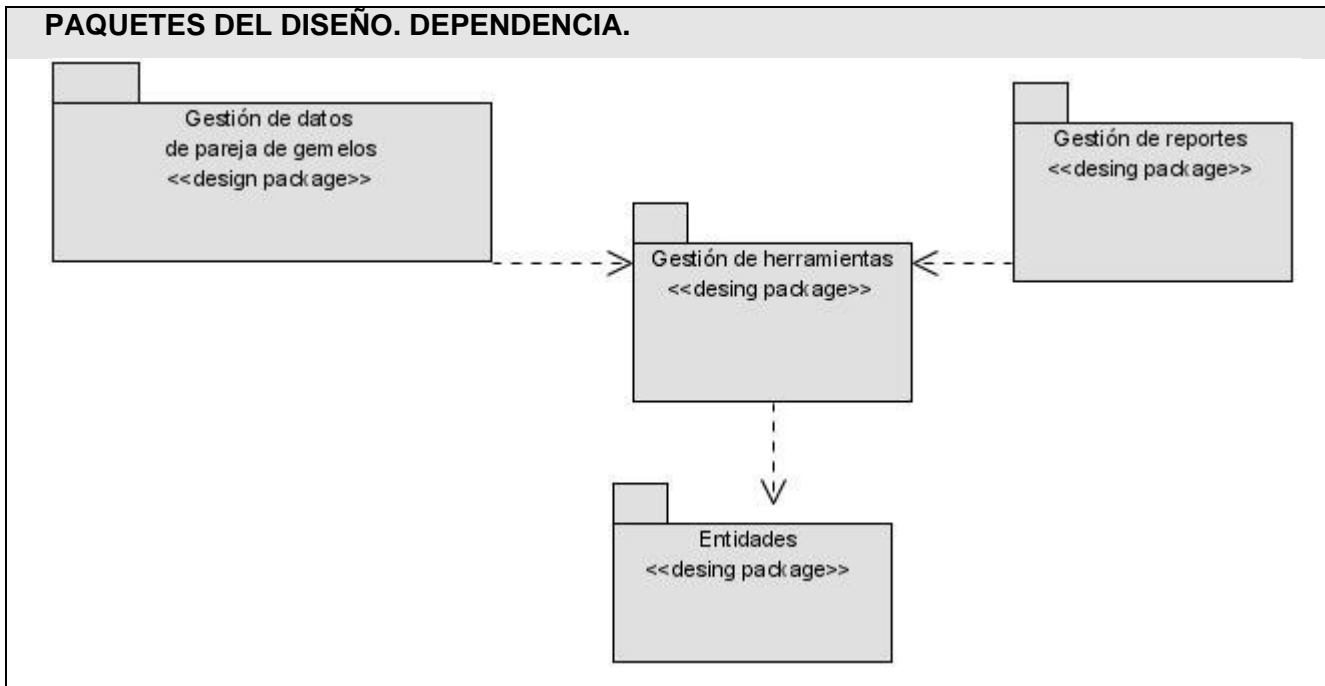 PAQUETES DEL DISEÑO. DEPENDENCIA.
Gestión de datos
de pareja de gemelos
<<design package>>
Gestión de reportes
<<desing package>>
Gestión de herramientas
<<desing package>>
Entidades
<<desing package>>